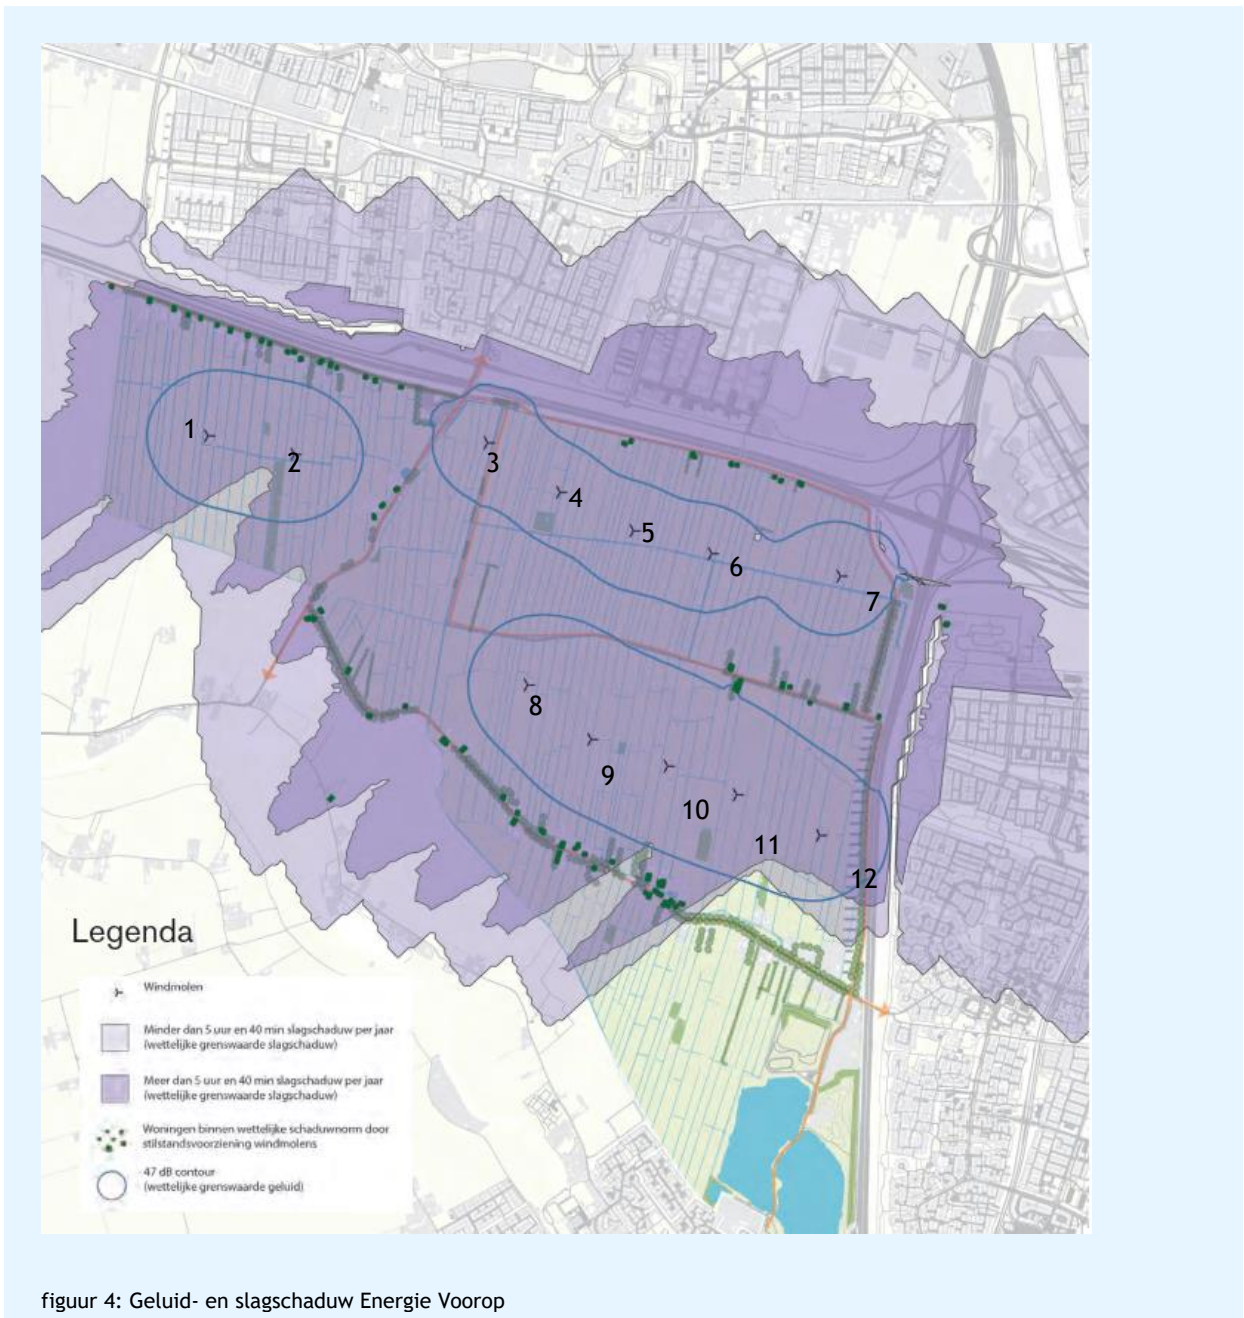 1
2
3
4
5
6
7
8
9
10
11
12
Legenda
Windmolen
Minder dan 5 uur en 40 min slagschaduw per jaar
(wettelijke grenswaarde slagschaduw)
Meer dan 5 uur en 40 min slagschaduw per jaar
(wettelijke grenswaarde slagschaduw)
Woningen binnen wettelijke schaduwnorm door
stilstandsvoorziening windmolens
47 dB contour
(wettelijke grenswaarde geluid)
figuur 4: Geluid- en slagschaduw Energie Voorop